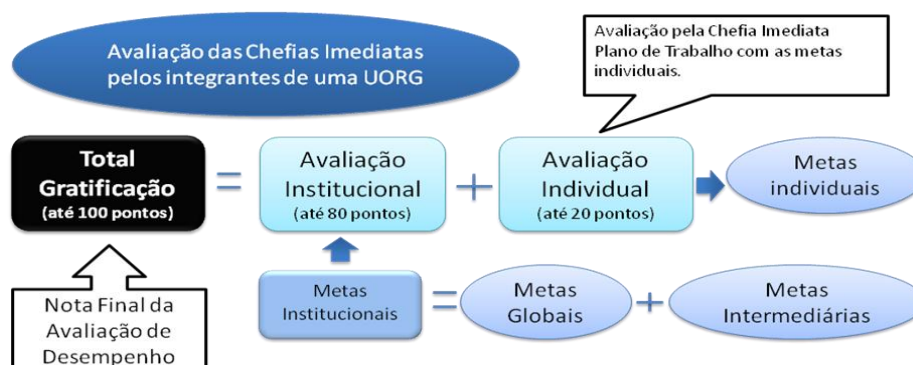 Avaliação das Chefias Imediatas
pelos integrantes de uma UORG
Avaliação pela Chefia Imediata
Plano de Trabalho com as metas
individuais.
Total
Gratificação
(até 100 pontos)
=
Avaliação
Institucional
(até 80 pontos)
+
Avaliação
Individual
(até 20 pontos)
Metas
individuais
Nota Final da
Avaliação de
Desempenho
Metas
Institucionais
=
Metas
Globais
+
Metas
Intermediárias